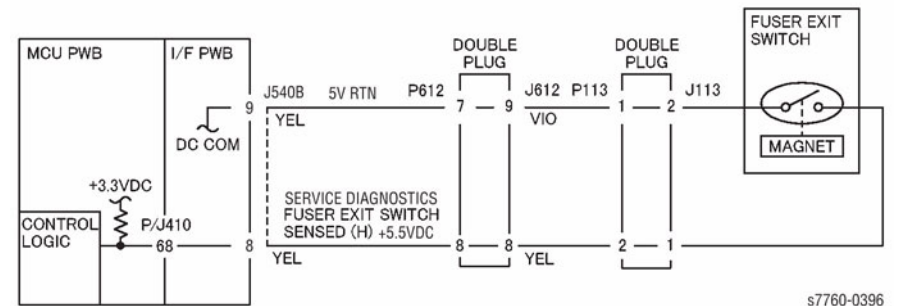 FUSER EXIT
SWITCH
MCU PWB
I/F PWB
DOUBLE
PLUG
DOUBLE
PLUG
9 J540B 5V RTN P612 7 9 J612 P113 1 2 J113
YEL
VIO
DC COM
MAGNET
+3.3VDC
SERVICE DIAGNOSTICS
FUSER EXIT SWITCH
SENSED (H) +5.5VDC
CONTROL
LOGIC
P/J410
68 8 8 8 2 1
YEL
YEL
s7760-0396